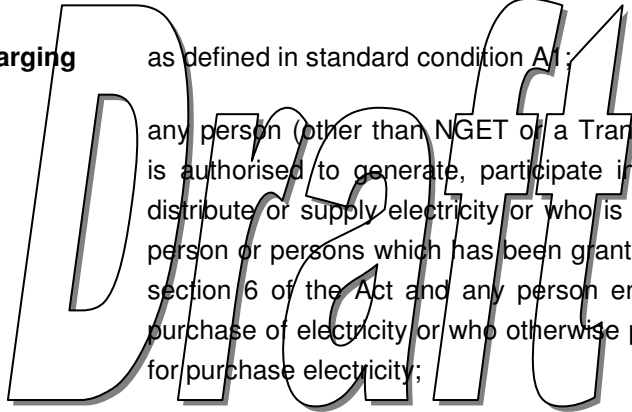 arging as defined in standard condition A1;
any person (other than NGET or a Tran
is authorised to generate, participate in
distribute or supply electricity or who is
person or persons which has been grant
section 6 of the Act and any person en
purchase of electricity or who otherwise p
for purchase electricity;
Draft